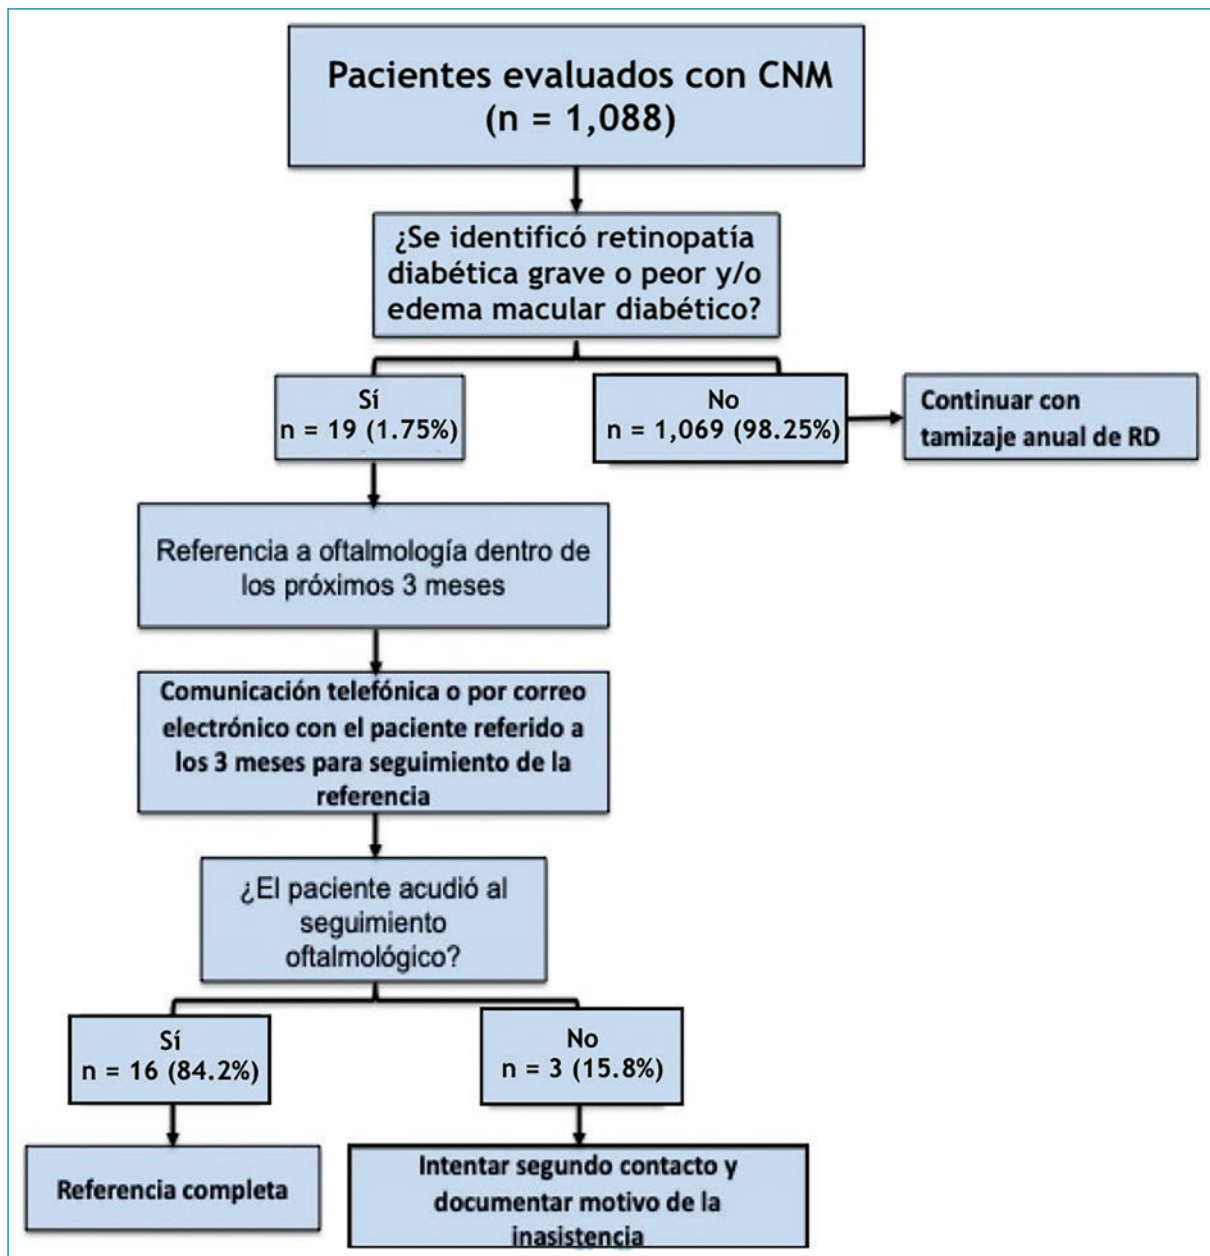 Pacientes evaluados con CNM
(n = 1,088)
¿Se identificó retinopatía
diabética grave o peor y/o
edema macular diabético?
Sí
n = 19 (1.75%)
No
n = 1,069 (98.25%)
Continuar con
tamizaje anual de RD
Referencia a oftalmología dentro de
los próximos 3 meses
Comunicación telefónica o por correo
electrónico con el paciente referido a
los 3 meses para seguimiento de la
referencia
¿El paciente acudió al
seguimiento
oftalmológico?
Sí
n = 16 (84.2%)
No
n = 3 (15.8%)
Referencia completa
Intentar segundo contacto y
documentar motivo de la
inasistencia